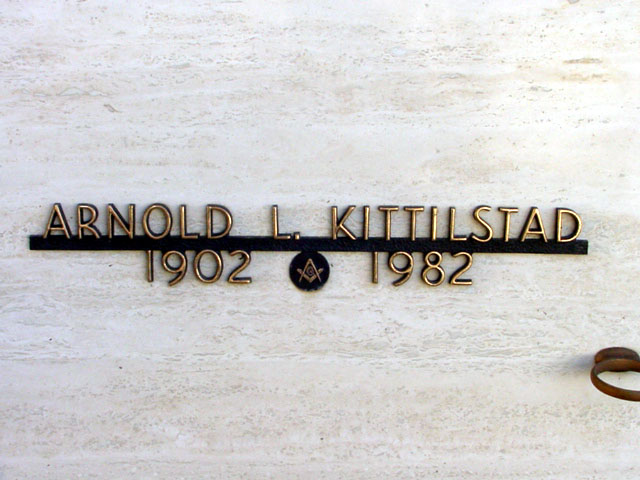 ARNOLD L. KITTILSTAD
1902 G 1982